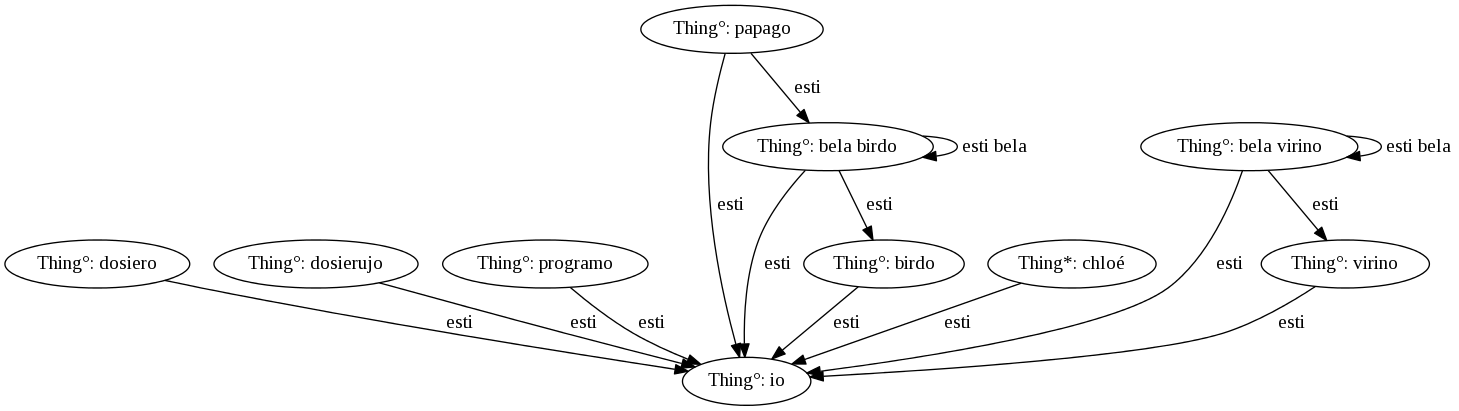 Thing°: papago
esti
Thing°: bela birdo
esti bela
Thing°: bela virino
esti bela
esti
esti
esti
Thing°: dosiero
Thing°: dosierujo
Thing°: programo
esti
Thing°: birdo
Thing*: chloé
esti
Thing°: virino
esti
esti
esti
esti
esti
esti
Thing°: io